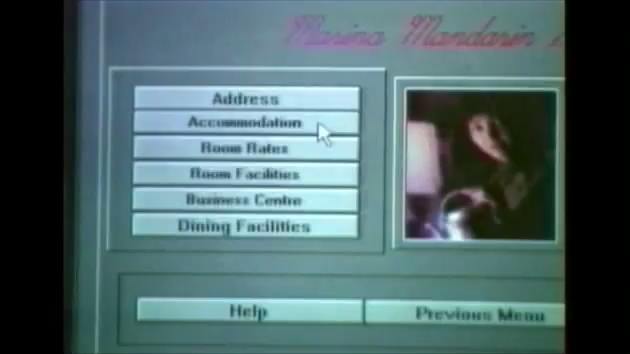 Marina Mandarin
Address
Accommodation
Room Rates
Room Facilities
Business Centre
Dining Facilities
Help
Previous Menu